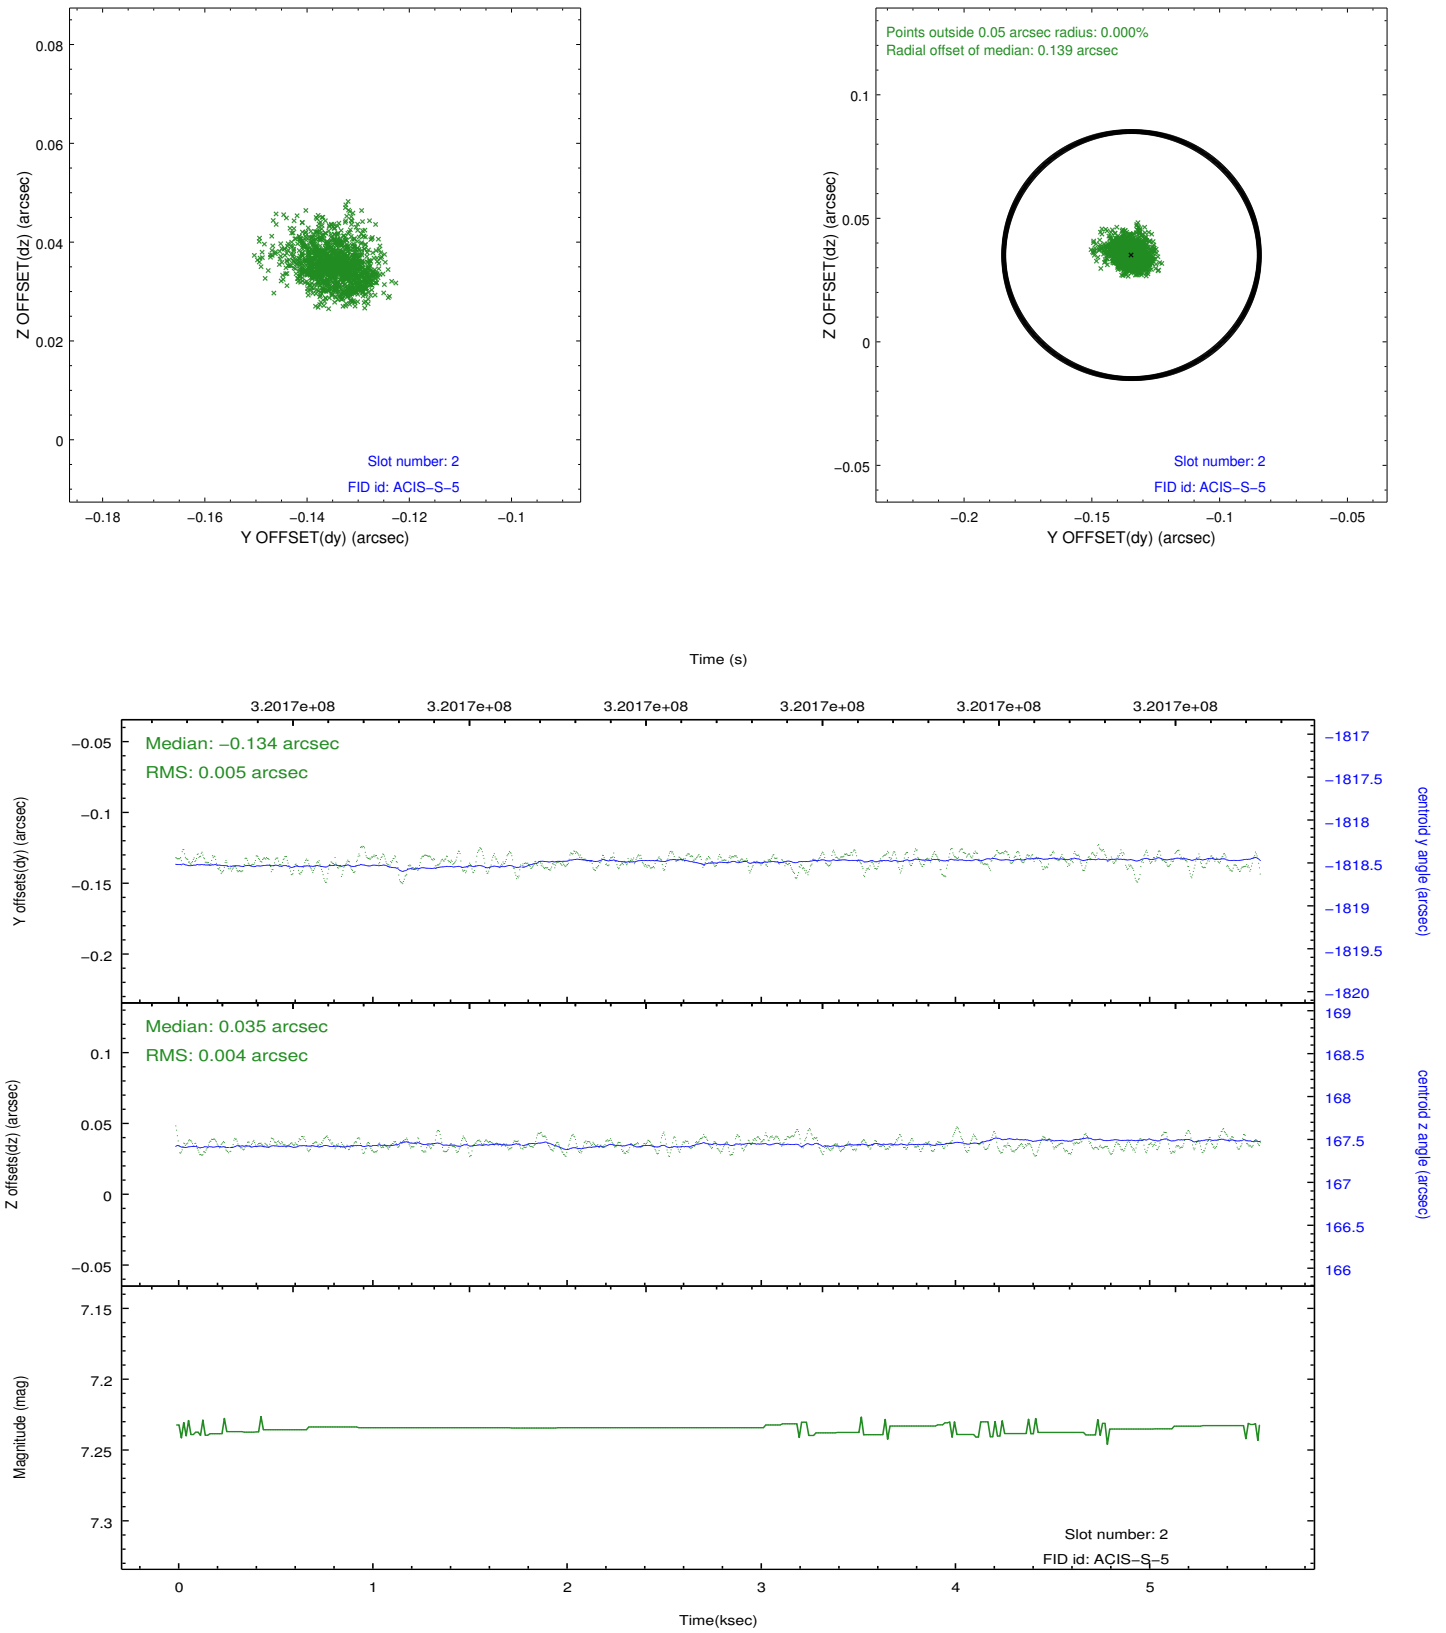 0.08
0.06
0.04
0.02
0
Z OFFSET(dz) (arcsec)
Slot number: 2
FID id: ACIS−S−5
−0.18
−0.16
−0.14
−0.12
−0.1
Y OFFSET(dy) (arcsec)
Points outside 0.05 arcsec radius: 0.000%
Radial offset of median: 0.139 arcsec
0.1
0.05
0
−0.05
Z OFFSET(dz) (arcsec)
Slot number: 2
FID id: ACIS−S−5
−0.2
−0.15
−0.1
−0.05
Y OFFSET(dy) (arcsec)
Time (s)
3.2017e+08
3.2017e+08
3.2017e+08
3.2017e+08
3.2017e+08
3.2017e+08
Median: −0.134 arcsec
RMS: 0.005 arcsec
−0.05
−0.1
−0.15
−0.2
Y offsets(dy) (arcsec)
−1817
−1817.5
−1818
−1818.5
−1819
−1819.5
−1820
centroid y angle (arcsec)
Median: 0.035 arcsec
RMS: 0.004 arcsec
0.1
0.05
0
−0.05
Z offsets(dz) (arcsec)
169
168.5
168
167.5
167
166.5
166
centroid z angle (arcsec)
7.15
7.2
7.25
7.3
Magnitude (mag)
Slot number: 2
FID id: ACIS−S−5
0
1
2
3
4
5
Time(ksec)